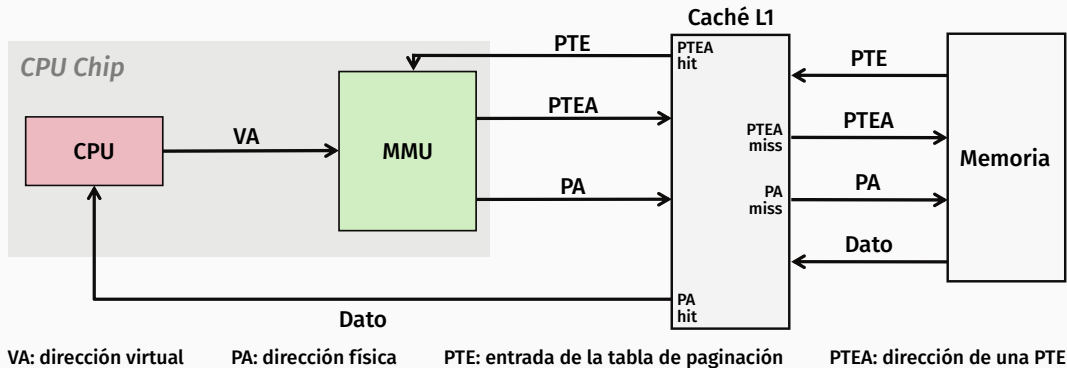 Caché L1
CPU Chip
PTE
PTEA
hit
PTE
PTEA
PTEA
CPU
VA
MMU
PTEA
miss
Memoria
PA
PA
miss
PA
Dato
PA
hit
Dato
VA: dirección virtual PA: dirección física PTE: entrada de la tabla de paginación PTEA: dirección de una PTE